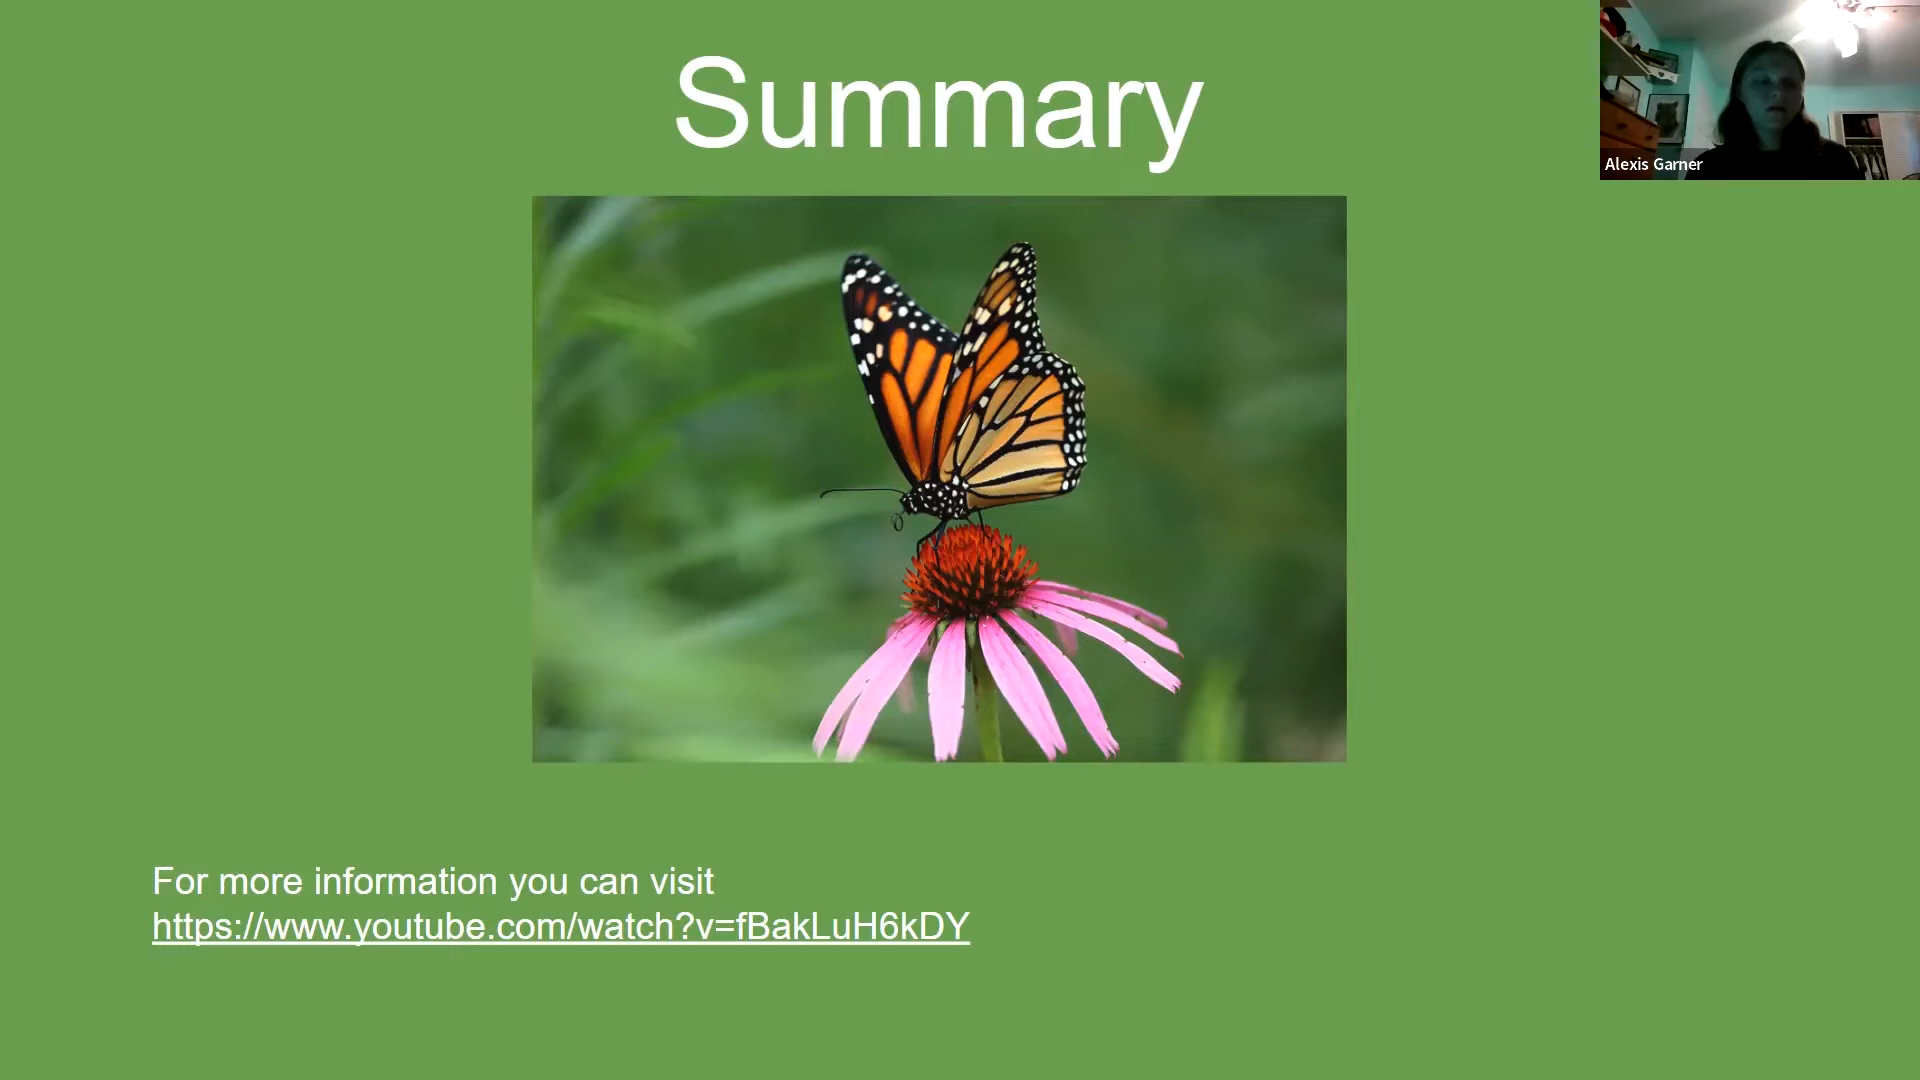 Summary
Alexis Garner
For more information you can visit
https://www.youtube.com/watch?v=fBakLuH6kDY